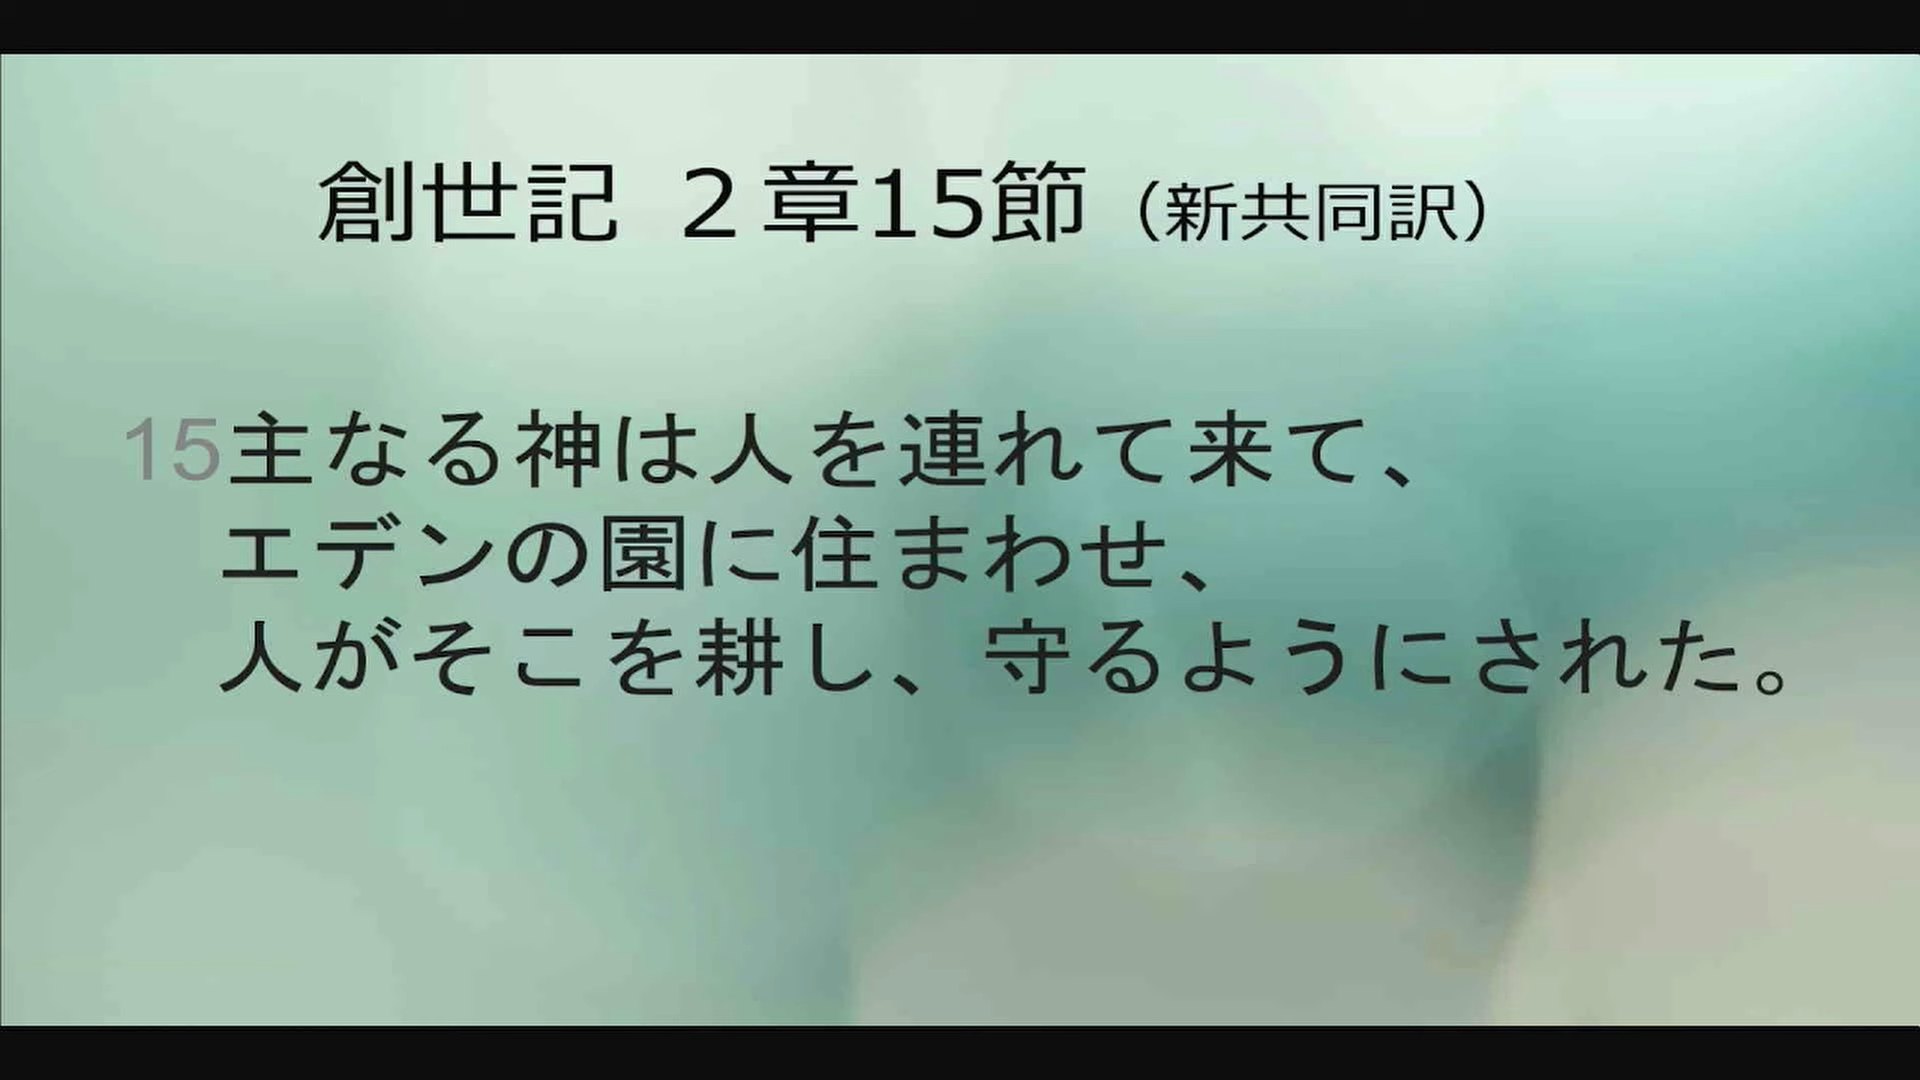 創世記 ２章15節（新共同訳）
15主なる神は人を連れて来て、
エデンの園に住まわせ、
人がそこを耕し、守るようにされた。